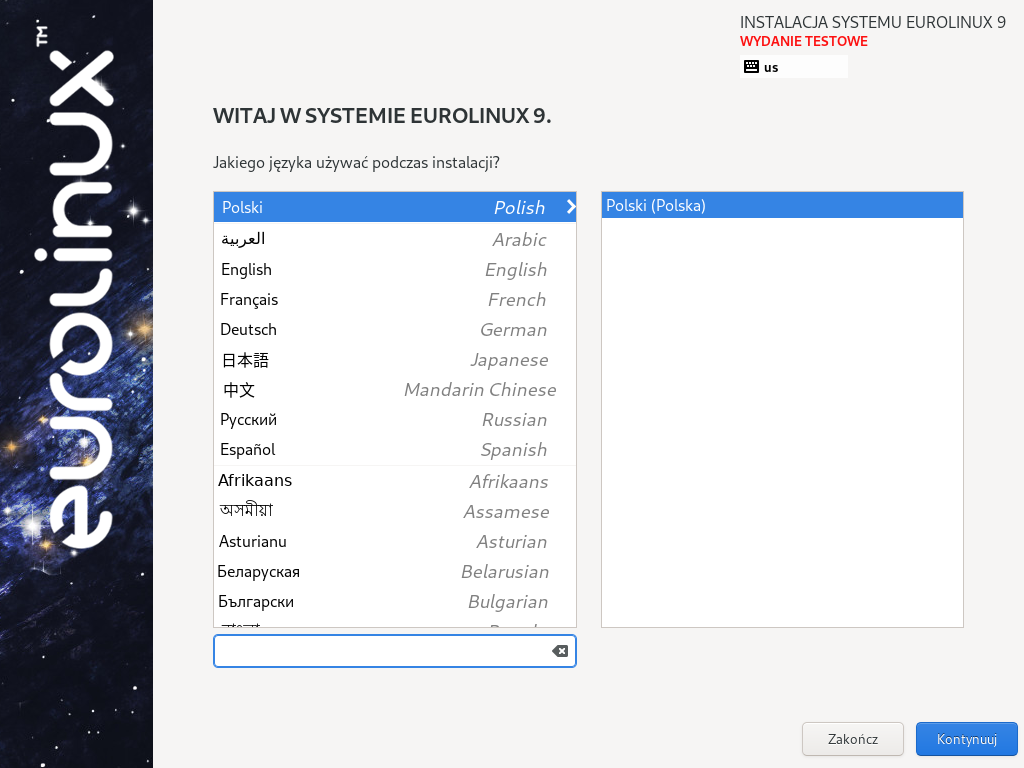 eurolinux™
INSTALACJA SYSTEMU EUROLINUX 9
WYDANIE TESTOWE
us
WITAJ W SYSTEMIE EUROLINUX 9.
Jakiego języka używać podczas instalacji?
Polski Polish
العربية Arabic
English English
Français French
Deutsch German
日本語 Japanese
中文 Mandarin Chinese
Русский Russian
Español Spanish
Afrikaans Afrikaans
অসমীয়া Assamese
Asturianu Asturian
Беларуская Belarusian
Български Bulgarian
Polski (Polska)
Zakończ
Kontynuuj